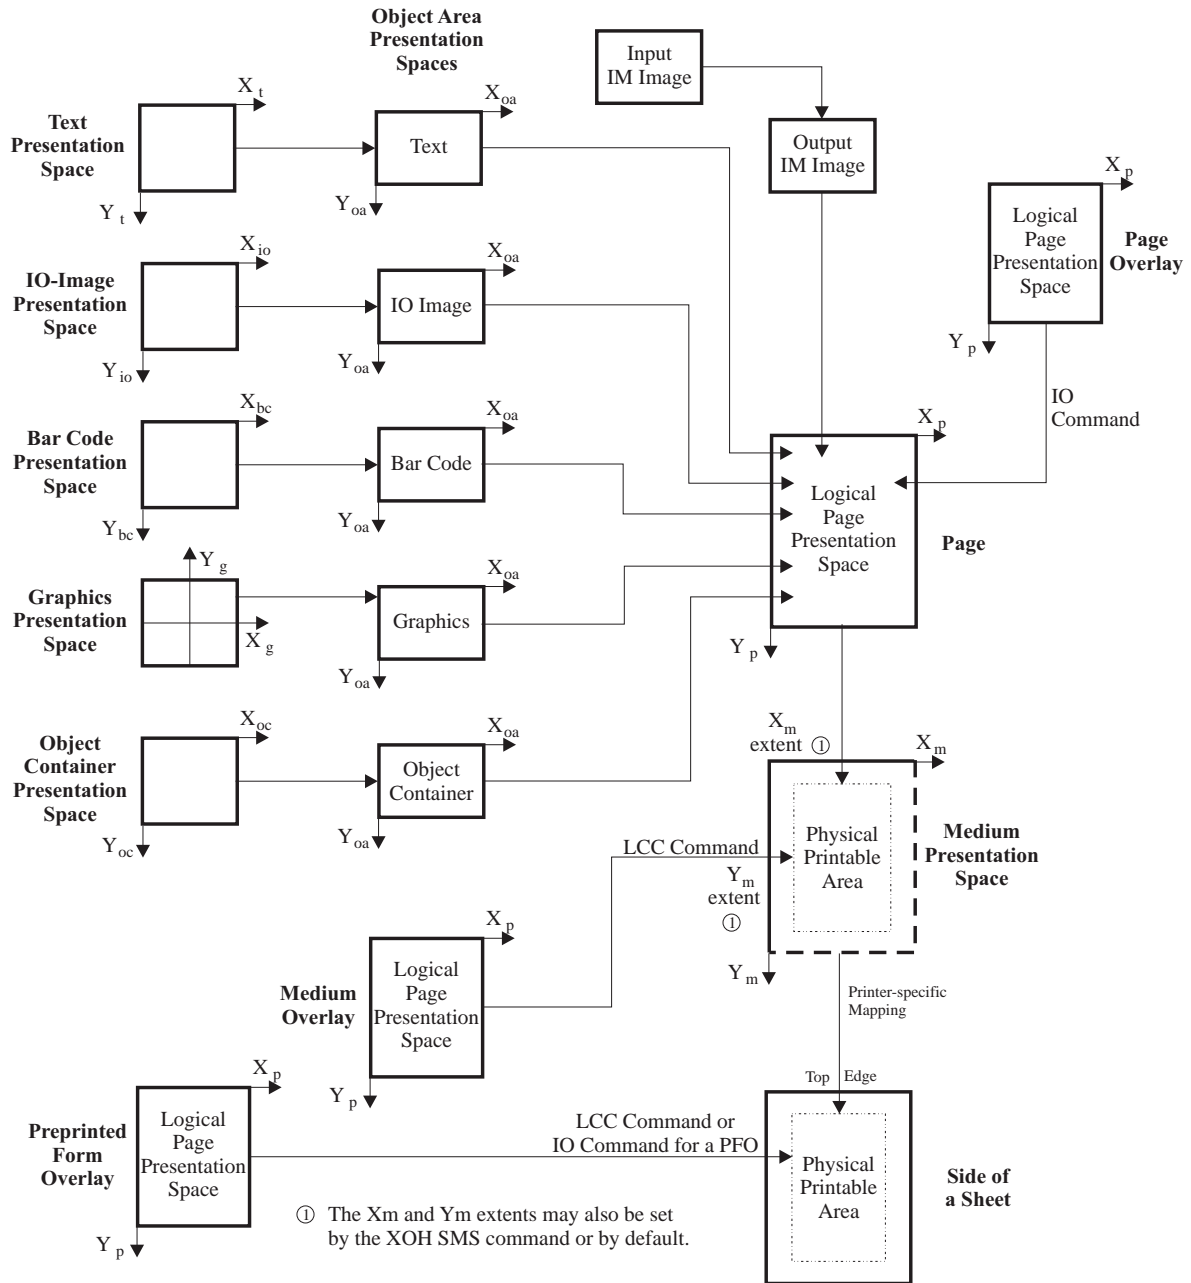 Object Area
Presentation
Spaces
Input
IM Image
Output
IM Image
Text
Presentation
Space
X t
Y t
Text
X oa
Y oa
Logical
Page
Presentation
Space
X p
Y p
Page
Overlay
IO
Command
IO-Image
Presentation
Space
X io
Y io
IO Image
X oa
Y oa
Bar Code
Presentation
Space
X bc
Y bc
Bar Code
X oa
Y oa
Logical
Page
Presentation
Space
X p
Y p
Page
Graphics
Presentation
Space
Y g
X g
Graphics
X oa
Y oa
Object
Container
Presentation
Space
X oc
Y oc
Object
Container
X oa
Y oa
X m
extent ①
X m
Physical
Printable
Area
Medium
Presentation
Space
LCC Command
Y m
extent
①
Y m
Medium
Overlay
Logical
Page
Presentation
Space
X p
Y p
Printer-specific
Mapping
Top Edge
Preprinted
Form
Overlay
Logical
Page
Presentation
Space
X p
Y p
LCC Command or
IO Command for a PFO
Physical
Printable
Area
Side of
a Sheet
① The Xm and Ym extents may also be set
by the XOH SMS command or by default.